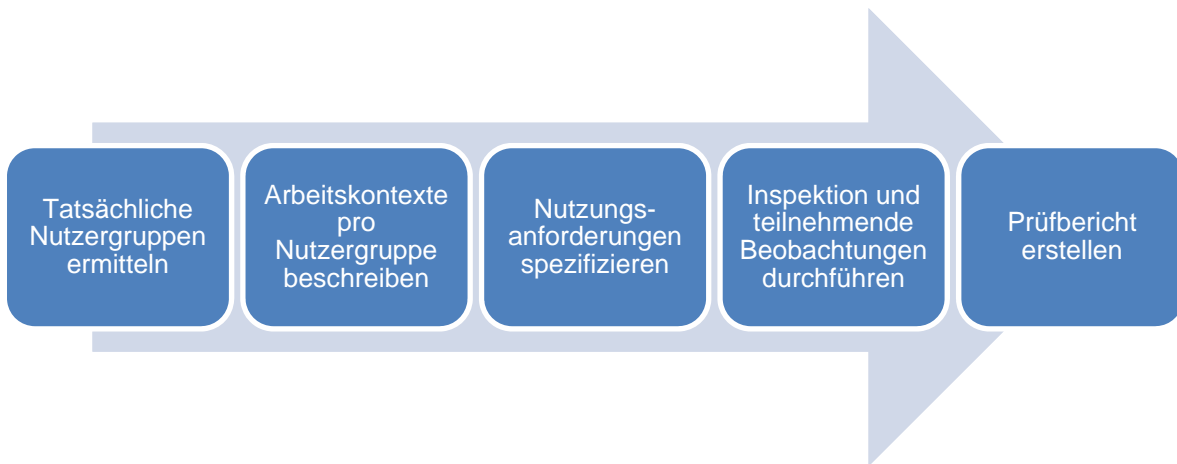 Tatsächliche
Nutzergruppen
ermitteln
Arbeitskontexte
pro
Nutzergruppe
beschreiben
Nutzungs-
anforderungen
spezifizieren
Inspektion und
teilnehmende
Beobachtungen
durchführen
Prüfbericht
erstellen